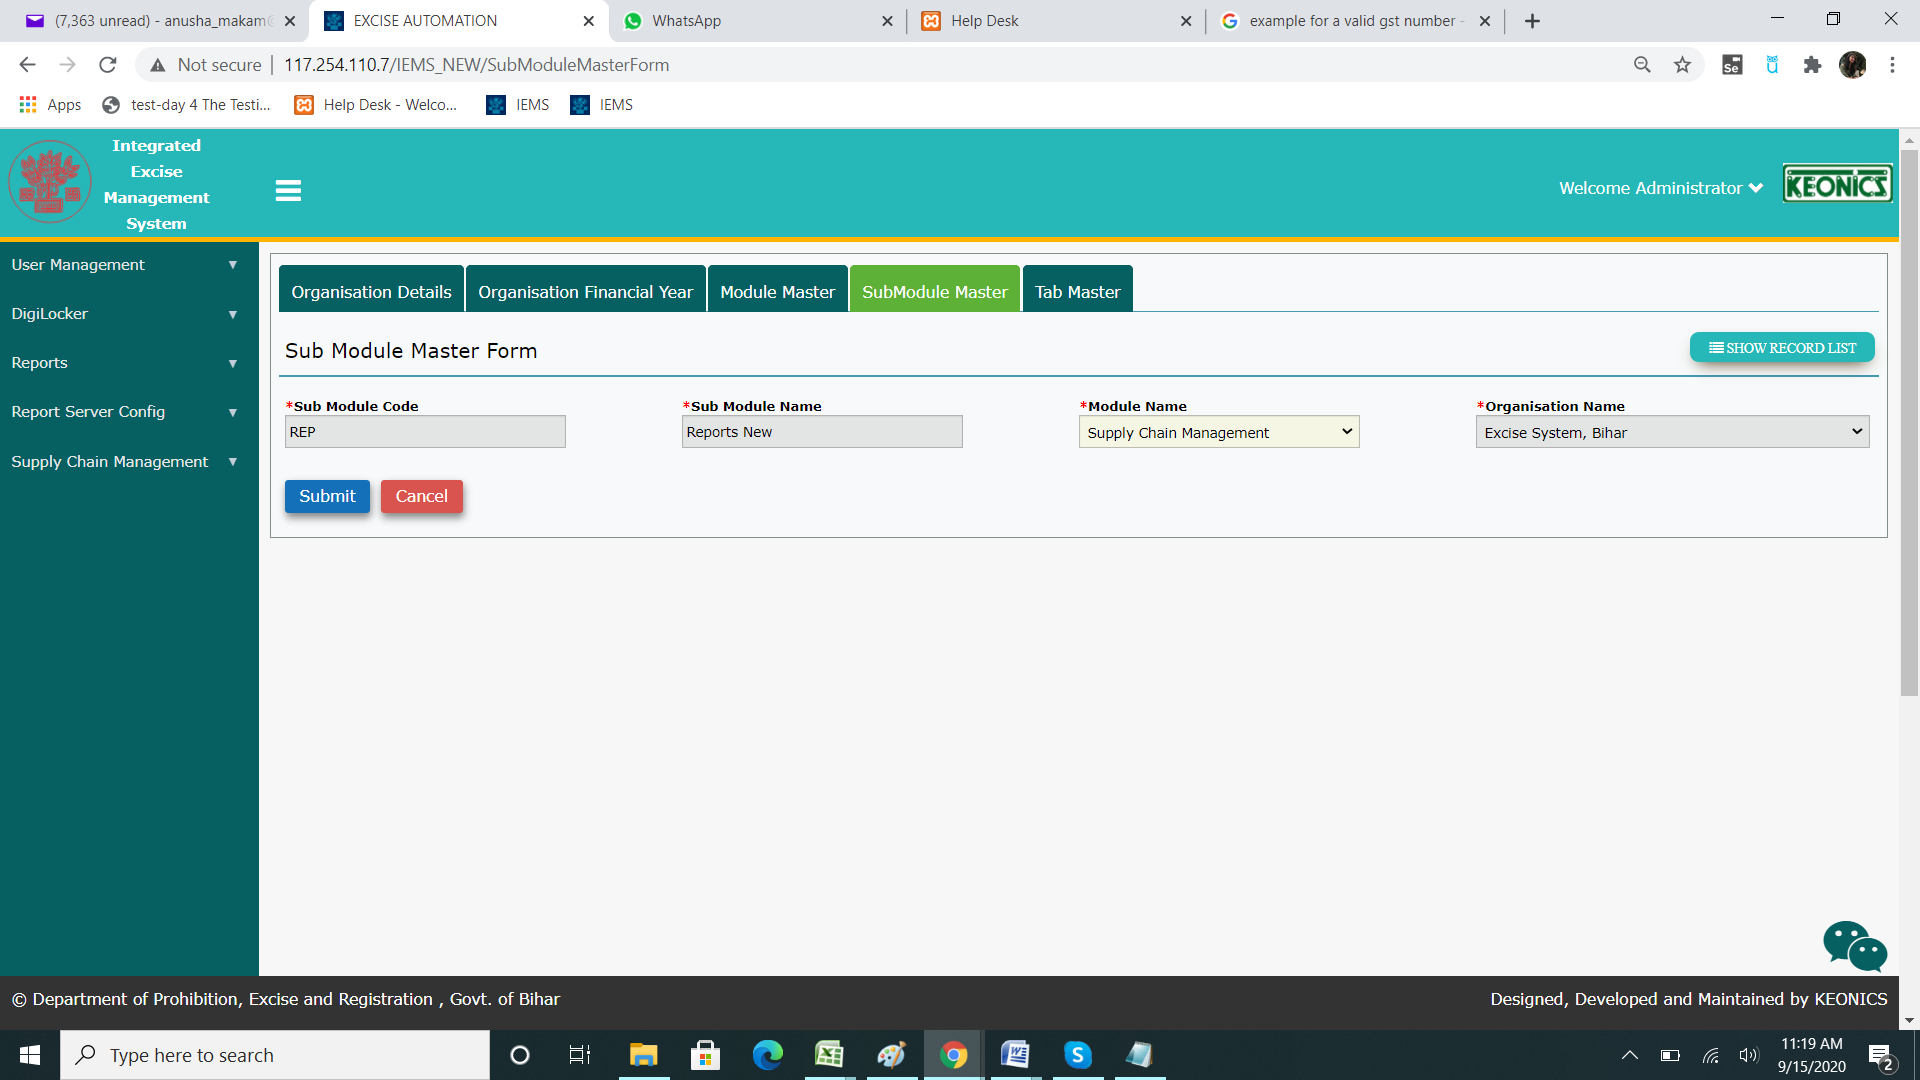 (7,363 unread) - anusha_makam@
EXCISE AUTOMATION
WhatsApp
Help Desk
example for a valid gst number -
Not secure
117.254.110.7/IEMS_NEW/SubModuleMasterForm
Se
Apps
test-day 4 The Testi...
Help Desk - Welco...
IEMS
IEMS
Integrated
Excise
Management
System
Welcome Administrator
KEONICS
User Management
DigiLocker
Reports
Report Server Config
Supply Chain Management
Organisation Details
Organisation Financial Year
Module Master
SubModule Master
Tab Master
Sub Module Master Form
SHOW RECORD LIST
*Sub Module Code
*Sub Module Name
*Module Name
*Organisation Name
REP
Reports New
Supply Chain Management
Excise System, Bihar
Submit
Cancel
© Department of Prohibition, Excise and Registration , Govt. of Bihar
Designed, Developed and Maintained by KEONICS
Type here to search
11:19 AM
9/15/2020
2